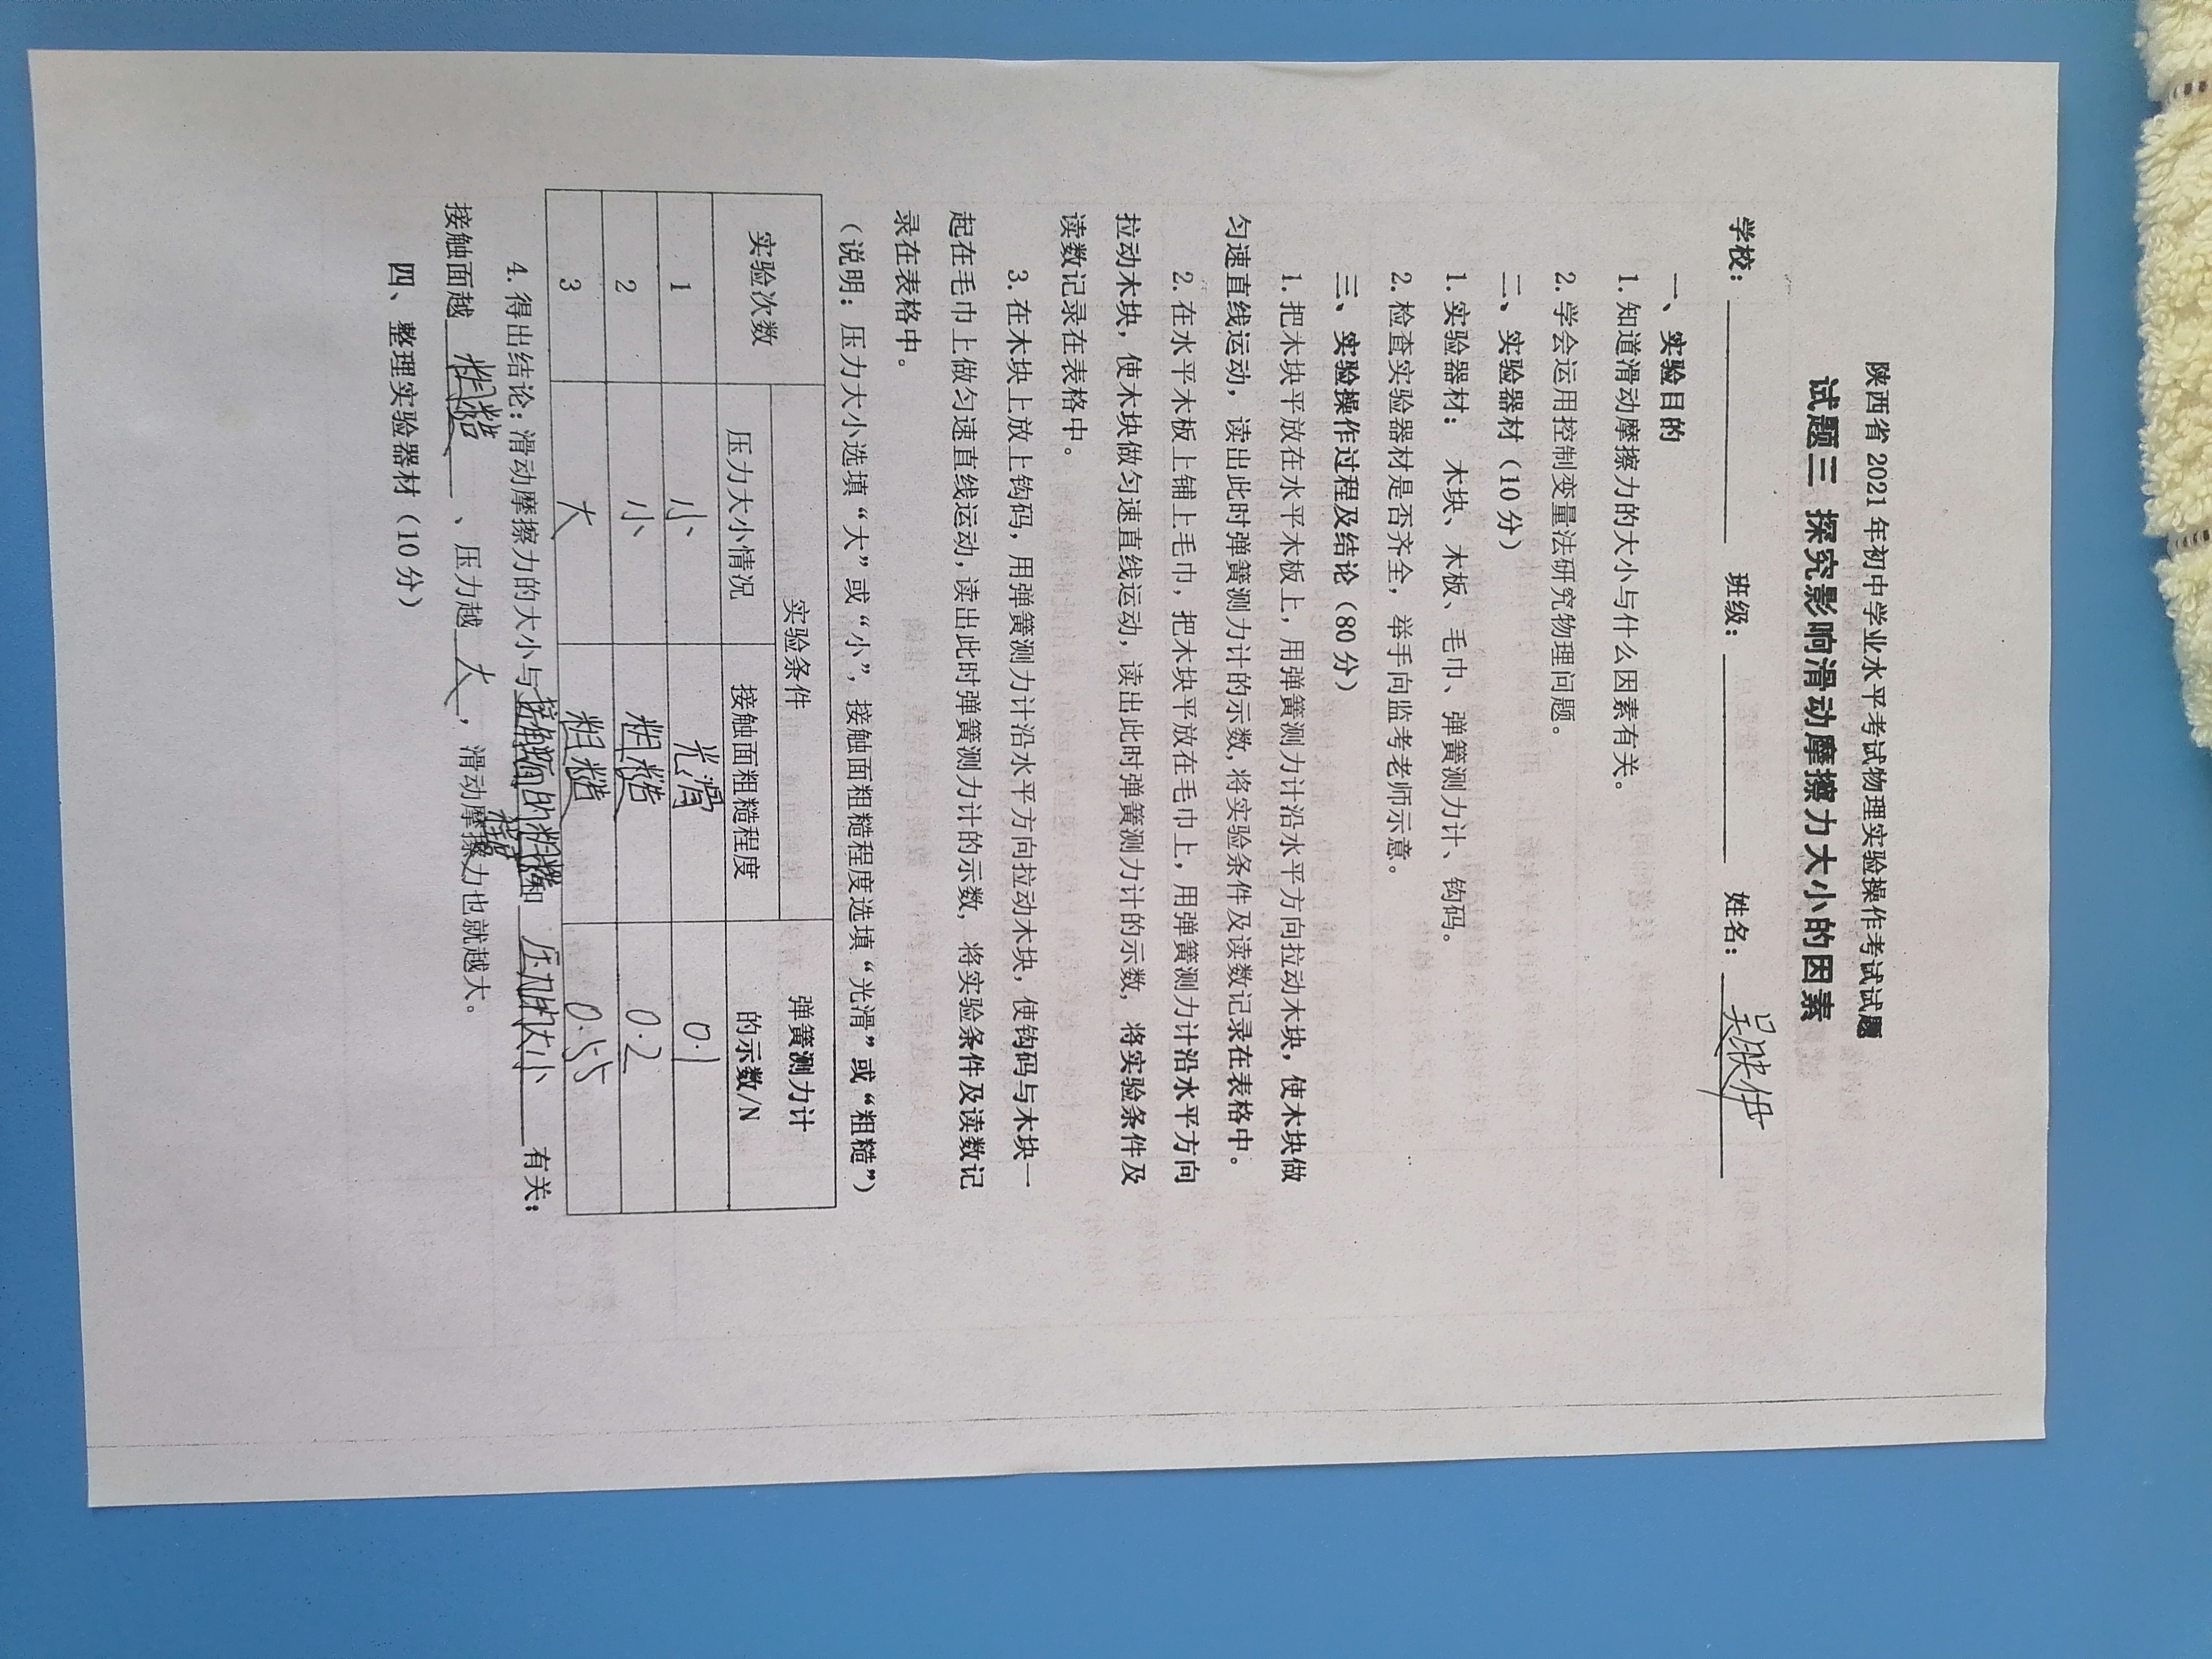 陕西省 2021 年初中学业水平考试物理实验操作考试试题
试题三 探究影响滑动摩擦力大小的因素
学校： 班级： 姓名：
一、实验目的
1. 知道滑动摩擦力的大小与什么因素有关。
2. 学会运用控制变量法研究物理问题。
二、实验器材（10 分）
1. 实验器材：木块、木板、毛巾、弹簧测力计、钩码。
2. 检查实验器材是否齐全，举手向监考老师示意。
三、实验操作过程及结论（80 分）
1. 把木块平放在水平木板上，用弹簧测力计沿水平方向拉动木块，使木块做
匀速直线运动，读出此时弹簧测力计的示数，将实验条件及读数记录在表格中。
2. 在水平木板上铺上毛巾，把木块平放在毛巾上，用弹簧测力计沿水平方向
拉动木块，使木块做匀速直线运动，读出此时弹簧测力计的示数，将实验条件及
读数记录在表格中。
3. 在木块上放上钩码，用弹簧测力计沿水平方向拉动木块，使钩码与木块一
起在毛巾上做匀速直线运动，读出此时弹簧测力计的示数，将实验条件及读数记
录在表格中。
（说明：压力大小选填“大”或“小”，接触面粗糙程度选填“光滑”或“粗糙”）
实验次数 实验条件 弹簧测力计
的示数/N
压力大小情况 接触面粗糙程度
1 小 光滑 0.1
2 小 粗糙 0.2
3 大 粗糙 0.55
4. 得出结论：滑动摩擦力的大小与接触面的粗糙程度和 压力的大小 有关；
接触面越 粗糙 、压力越 大 ，滑动摩擦力也就越大。
四、整理实验器材（10 分）